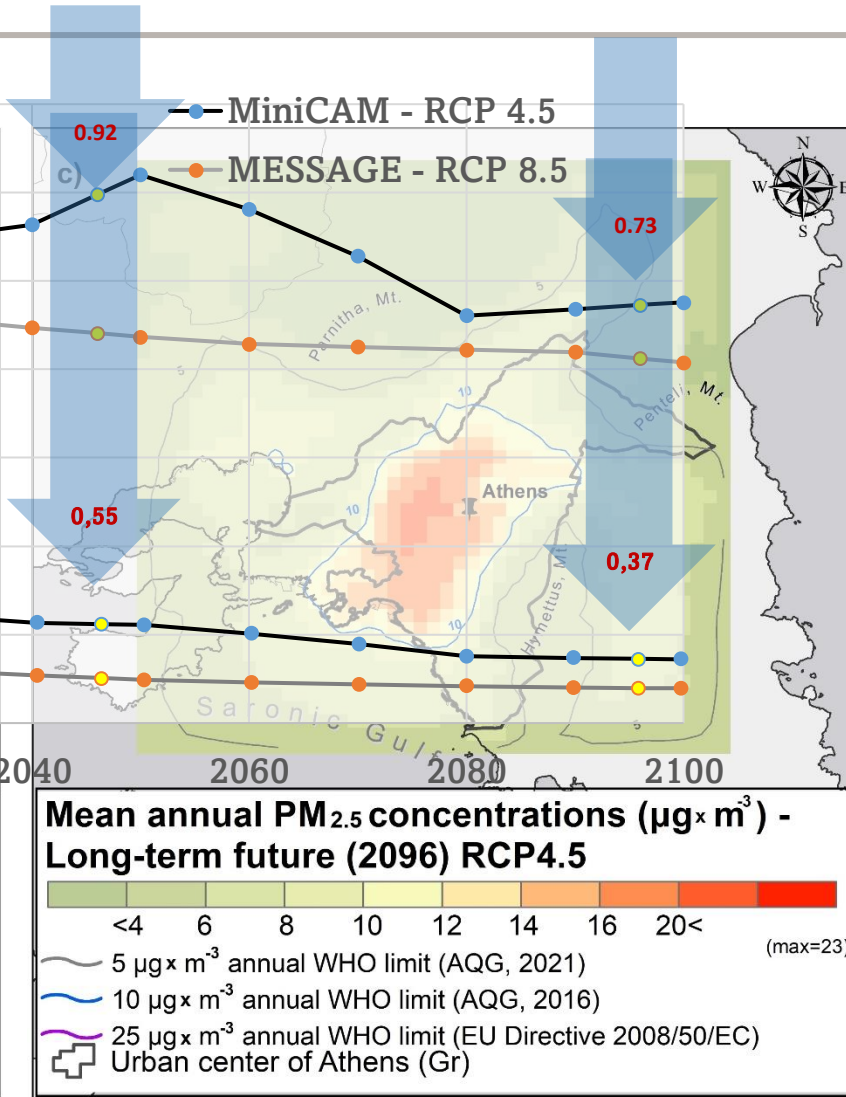 0.92
MiniCAM - RCP 4.5
N
c)
MESSAGE - RCP 8.5
W
E
S
0.73
5
Parnitha, Mt.
5
10
Penteli, Mt.
Athens
10
0,55
0,37
Hymettus, Mt.
10
Saronic Gulf
5
2040
2060
2080
2100
Mean annual PM2.5 concentrations (µg x m-3) -
Long-term future (2096) RCP4.5
<4 6 8 10 12 14 16 20<
(max=23)
5 µg x m-3 annual WHO limit (AQG, 2021)
10 µg x m-3 annual WHO limit (AQG, 2016)
25 µg x m-3 annual WHO limit (EU Directive 2008/50/EC)
Urban center of Athens (Gr)